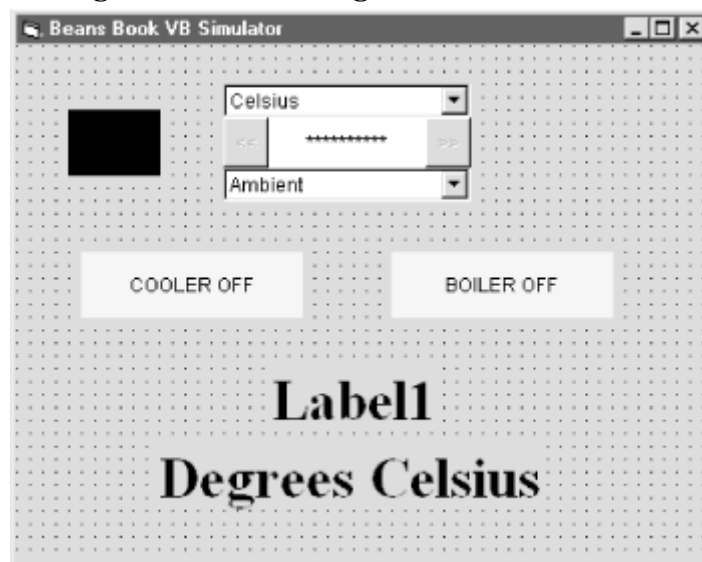 Beans Book VB Simulator
Celsius
<< ********** >>
Ambient
COOLER OFF BOILER OFF
Label1
Degrees Celsius